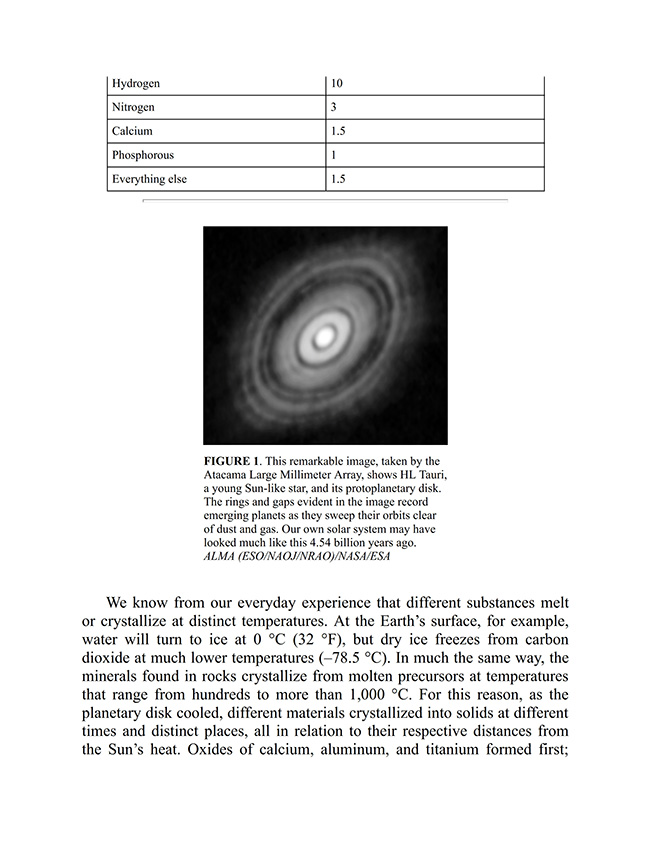 Hydrogen 10
Nitrogen 3
Calcium 1.5
Phosphorous 1
Everything else 1.5
FIGURE 1. This remarkable image, taken by the
Atacama Large Millimeter Array, shows HL Tauri,
a young Sun-like star, and its protoplanetary disk.
The rings and gaps evident in the image record
emerging planets as they sweep their orbits clear
of dust and gas. Our own solar system may have
looked much like this 4.54 billion years ago.
ALMA (ESO/NAOJ/NRAO)/NASA/ESA
We know from our everyday experience that different substances melt
or crystallize at distinct temperatures. At the Earth’s surface, for example,
water will turn to ice at 0 °C (32 °F), but dry ice freezes from carbon
dioxide at much lower temperatures (–78.5 °C). In much the same way, the
minerals found in rocks crystallize from molten precursors at temperatures
that range from hundreds to more than 1,000 °C. For this reason, as the
planetary disk cooled, different materials crystallized into solids at different
times and distinct places, all in relation to their respective distances from
the Sun’s heat. Oxides of calcium, aluminum, and titanium formed first;